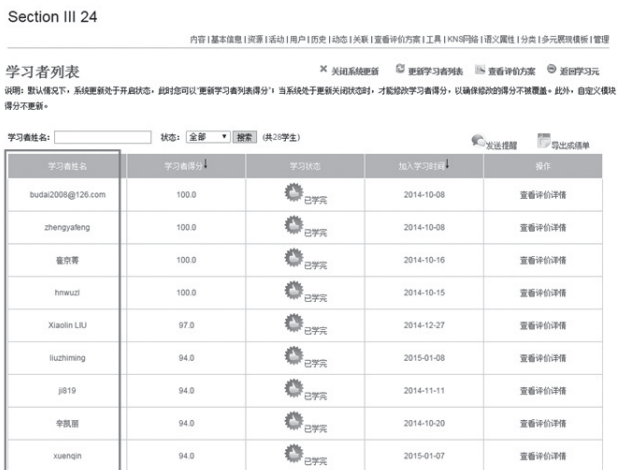 Section III 24
内容|基本信息|资源|活动|用户|历史|动态|关联|查看评价方案|工具|KNS网络|语义属性|分类|多元展现模板|管理
学习者列表
关闭系统更新 更新学习者列表 查看评价方案 返回学习元
说明: 默认情况下，系统更新处于开启状态，此时您可以'更新学习者列表得分'；当系统处于更新关闭状态时，才能修改学习者得分，以确保修改的得分不被覆盖。此外，自定义模块
得分不更新。
学习者姓名: 状态: 全部 搜索 (共28学生) 发送提醒 导出成绩单
学习者姓名 学习者得分↓ 学习状态 加入学习时间↓ 操作
budai2008@126.com 100.0 已学完 2014-10-08 查看评价详情
zhengyafeng 100.0 已学完 2014-10-08 查看评价详情
崔京菁 100.0 已学完 2014-10-16 查看评价详情
hnwuzl 100.0 已学完 2014-10-15 查看评价详情
Xiaolin LIU 97.0 已学完 2014-12-27 查看评价详情
liuzhiming 94.0 已学完 2015-01-08 查看评价详情
ji819 94.0 已学完 2014-11-11 查看评价详情
辛凯丽 94.0 已学完 2014-10-20 查看评价详情
xuenqin 94.0 已学完 2015-01-07 查看评价详情